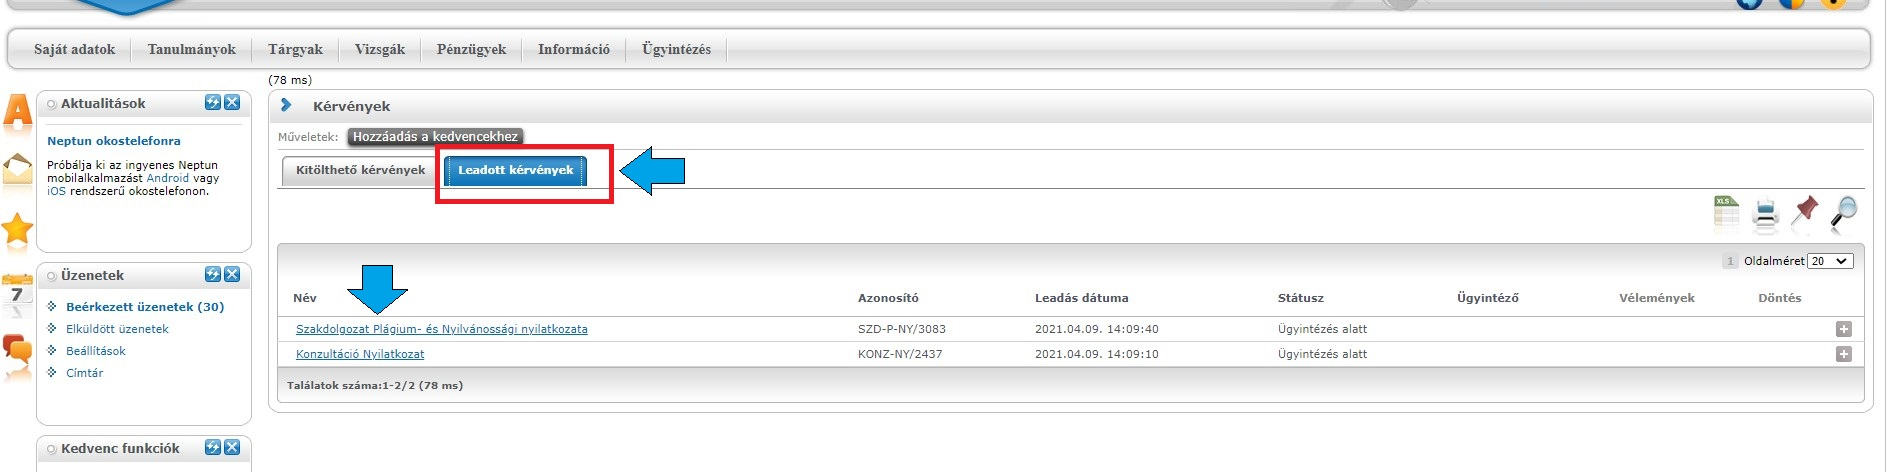 Saját adatok Tanulmányok Tárgyak Vizsgák Pénzügyek Információ Ügyintézés
(78 ms)
Aktualitások
Neptun okostelefonra
Próbálja ki az ingyenes Neptun
mobilalkalmazást Android vagy
iOS rendszerű okostelefonon.
Üzenetek
Beérkezett üzenetek (30)
Elküldött üzenetek
Beállítások
Címtár
Kedvenc funkciók
A
7
Kérvények
Műveletek: Hozzáadás a kedvencekhez
Kitölthető kérvények Leadott kérvények
XLS
1 Oldalméret 20
Név Azonosító Leadás dátuma Státusz Ügyintéző Vélemények Döntés
Szakdolgozat Plágium- és Nyilvánossági nyilatkozata SZD-P-NY/3083 2021.04.09. 14:09:40 Ügyintézés alatt
Konzultáció Nyilatkozat KONZ-NY/2437 2021.04.09. 14:09:10 Ügyintézés alatt
Találatok száma:1-2/2 (78 ms)